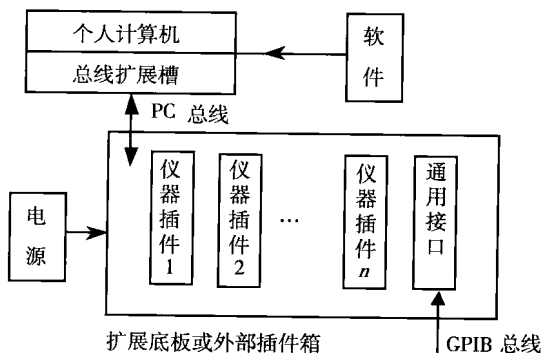 个人计算机
总线扩展槽
软件
PC 总线
电源
仪器插件1
仪器插件2
…
仪器插件n
通用接口
扩展底板或外部插件箱
GPIB 总线